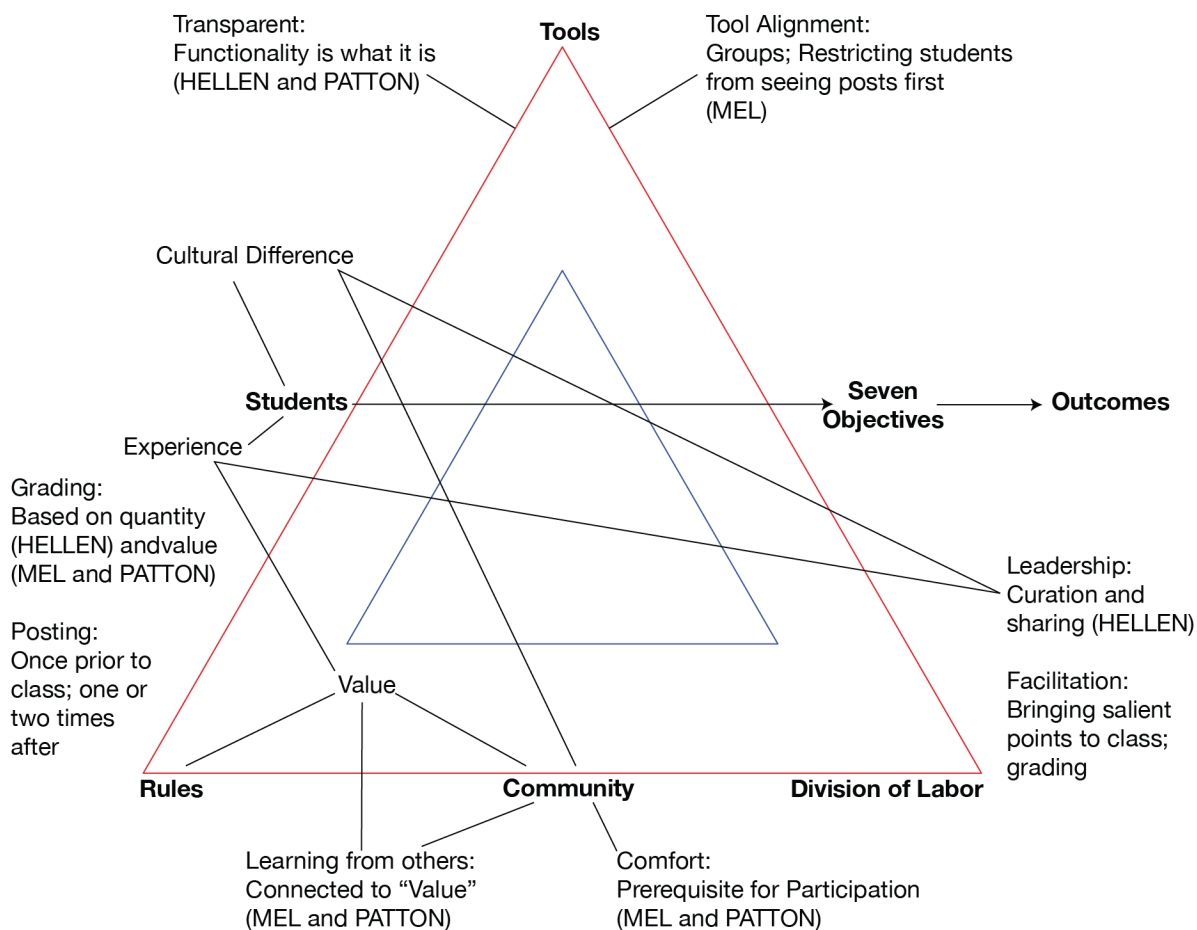 Transparent:
Functionality is what it is
(HELLEN and PATTON)
Tools
Tool Alignment:
Groups; Restricting students
from seeing posts first
(MEL)
Cultural Difference
Students
Seven
Objectives
Outcomes
Experience
Grading:
Based on quantity
(HELLEN) andvalue
(MEL and PATTON)
Leadership:
Curation and
sharing (HELLEN)
Posting:
Once prior to
class; one or
two times
after
Value
Facilitation:
Bringing salient
points to class;
grading
Rules
Community
Division of Labor
Learning from others:
Connected to “Value”
(MEL and PATTON)
Comfort:
Prerequisite for Participation
(MEL and PATTON)